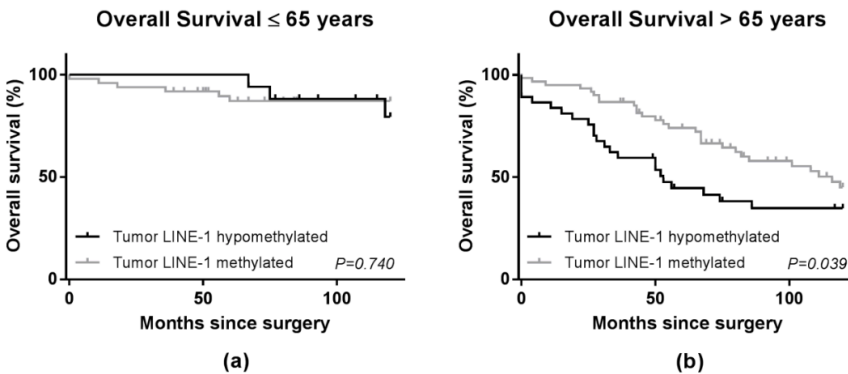 Overall Survival ≤ 65 years
Overall survival (%)
100
50
0
Tumor LINE-1 hypomethylated
Tumor LINE-1 methylated
P=0.740
0 50 100
Months since surgery
(a)
Overall Survival > 65 years
Overall survival (%)
100
50
0
Tumor LINE-1 hypomethylated
Tumor LINE-1 methylated
P=0.039
0 50 100
Months since surgery
(b)